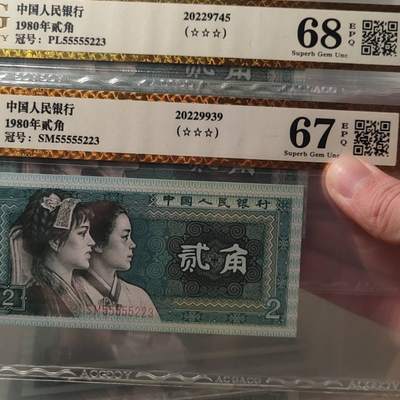 中国人民银行
1980年贰角
冠号: PL55555223
20229745
(☆☆☆)
68 EPQ
Superb Gem Unc
中国人民银行
1980年贰角
冠号: SM55555223
20229939
(☆☆☆)
67 EPQ
Superb Gem Unc
中国人民银行
贰角
2
2
SM55555223